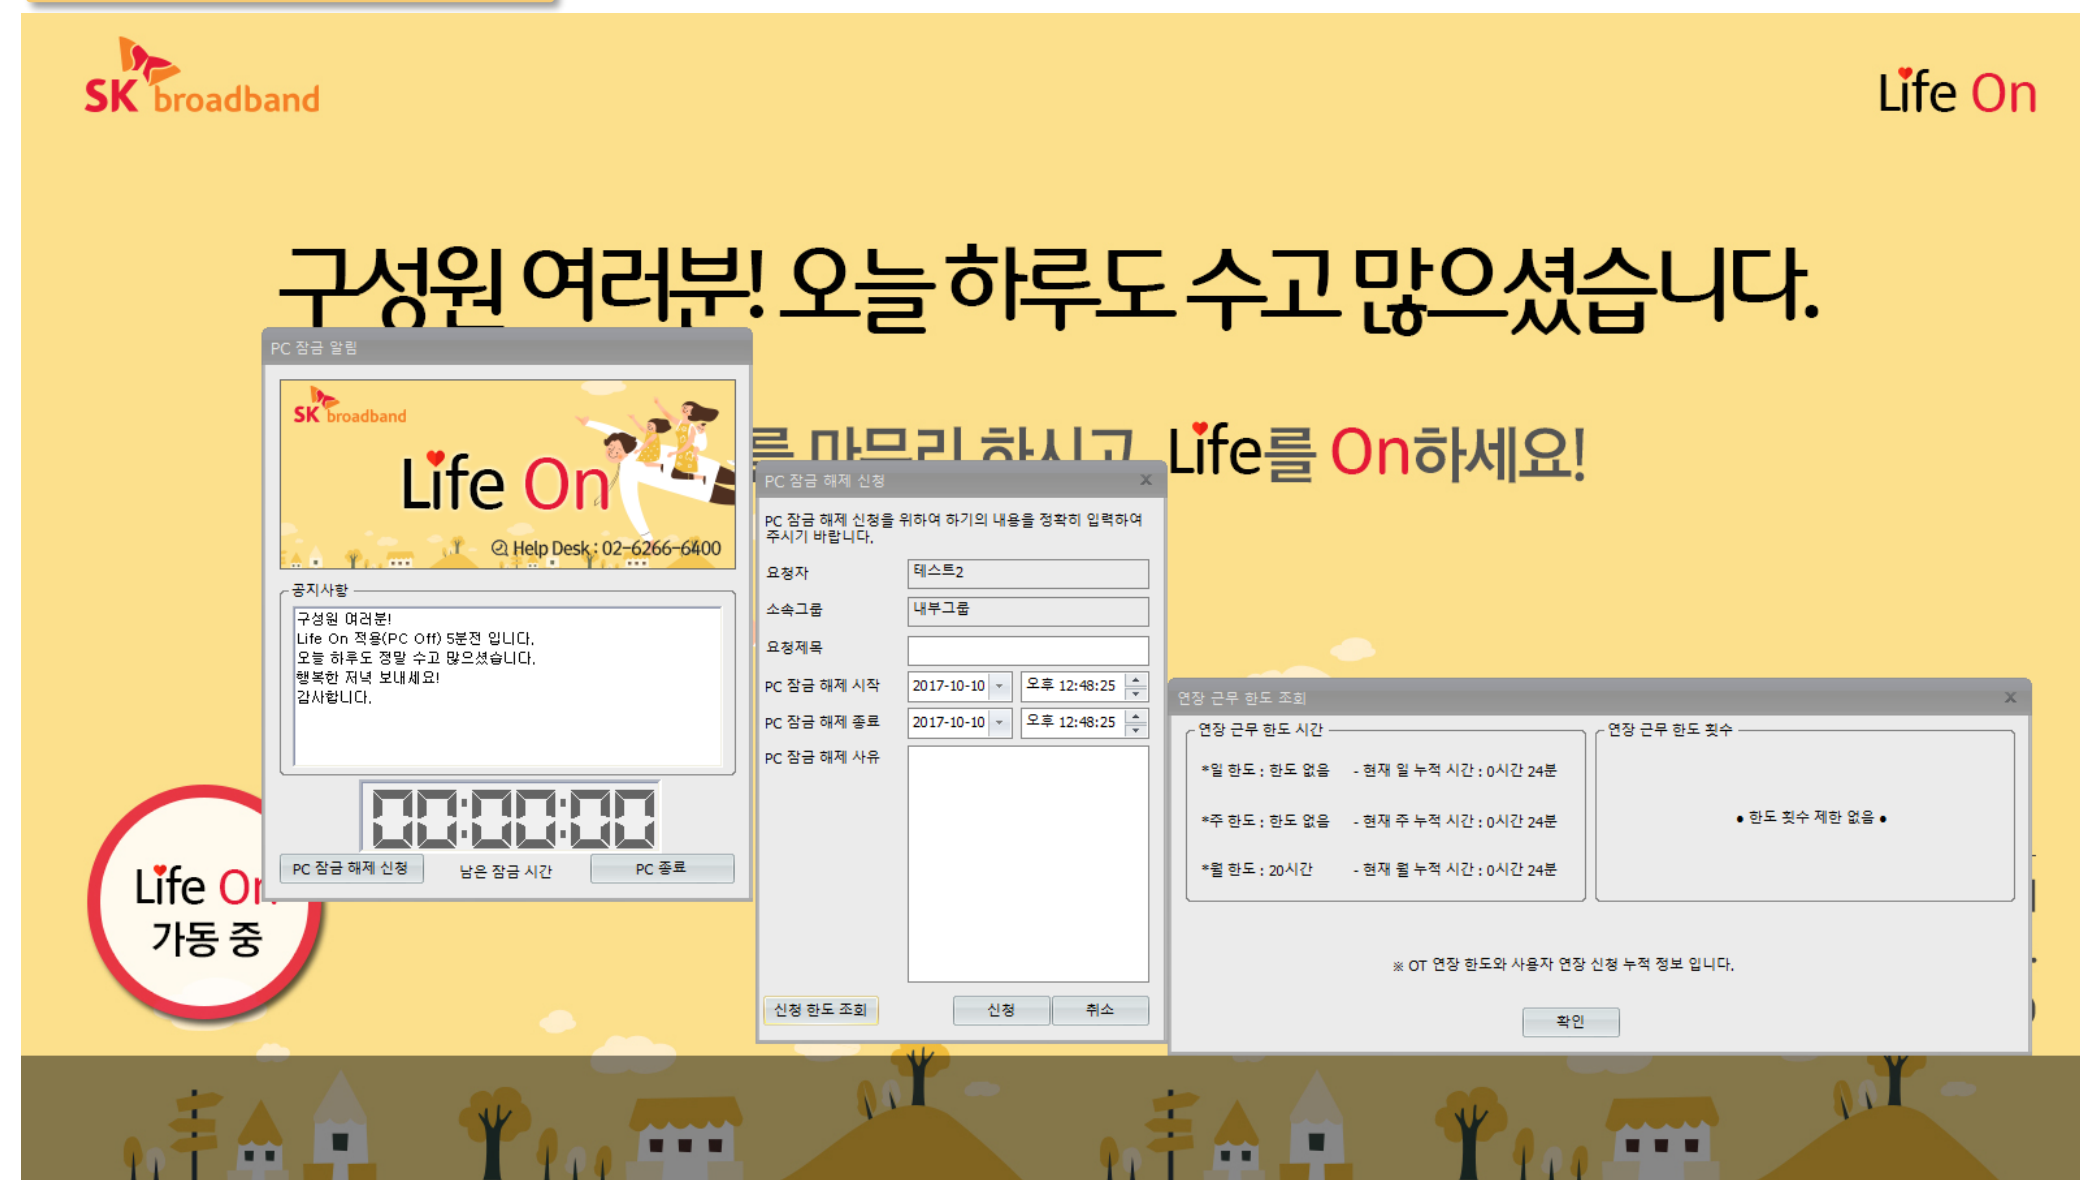 SK broadband
Life On
구성원 여러분! 오늘 하루도 수고 많으셨습니다.
를 마무리 하시고 Life를 On하세요!
PC 잠금 알림
SK broadband
Life On
Help Desk : 02-6266-6400
공지사항
구성원 여러분!
Life On 적용(PC Off) 5분전 입니다.
오늘 하루도 정말 수고 많으셨습니다.
행복한 저녁 보내세요!
감사합니다.
00:00:00
PC 잠금 해제 신청
남은 잠금 시간
PC 종료
Life On
가동 중
PC 잠금 해제 신청 X
PC 잠금 해제 신청을 위하여 하기의 내용을 정확히 입력하여
주시기 바랍니다.
요청자 테스트2
소속그룹 내부그룹
요청제목
PC 잠금 해제 시작 2017-10-10 오후 12:48:25
PC 잠금 해제 종료 2017-10-10 오후 12:48:25
PC 잠금 해제 사유
신청 한도 조회 신청 취소
연장 근무 한도 조회 X
연장 근무 한도 시간
*일 한도 : 한도 없음 - 현재 일 누적 시간 : 0시간 24분
*주 한도 : 한도 없음 - 현재 주 누적 시간 : 0시간 24분
*월 한도 : 20시간 - 현재 월 누적 시간 : 0시간 24분
연장 근무 한도 횟수
● 한도 횟수 제한 없음 ●
※ OT 연장 한도와 사용자 연장 신청 누적 정보 입니다.
확인